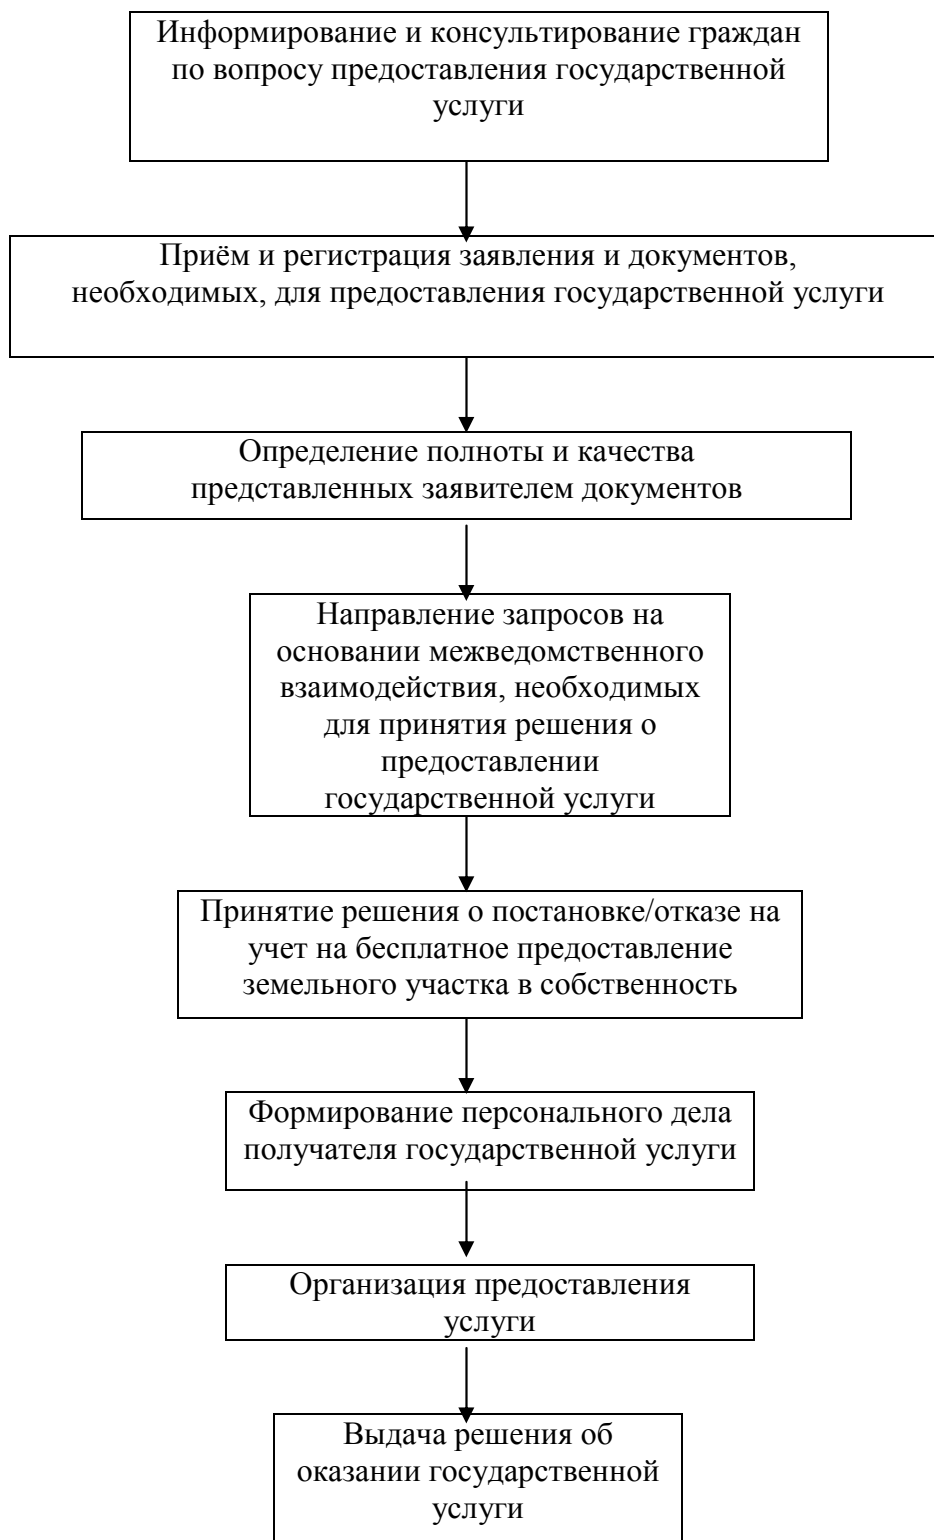 Информирование и консультирование граждан
по вопросу предоставления государственной
услуги
Приём и регистрация заявления и документов,
необходимых, для предоставления государственной услуги
Определение полноты и качества
представленных заявителем документов
Направление запросов на
основании межведомственного
взаимодействия, необходимых
для принятия решения о
предоставлении
государственной услуги
Принятие решения о постановке/отказе на
учет на бесплатное предоставление
земельного участка в собственность
Формирование персонального дела
получателя государственной услуги
Организация предоставления
услуги
Выдача решения об
оказании государственной
услуги